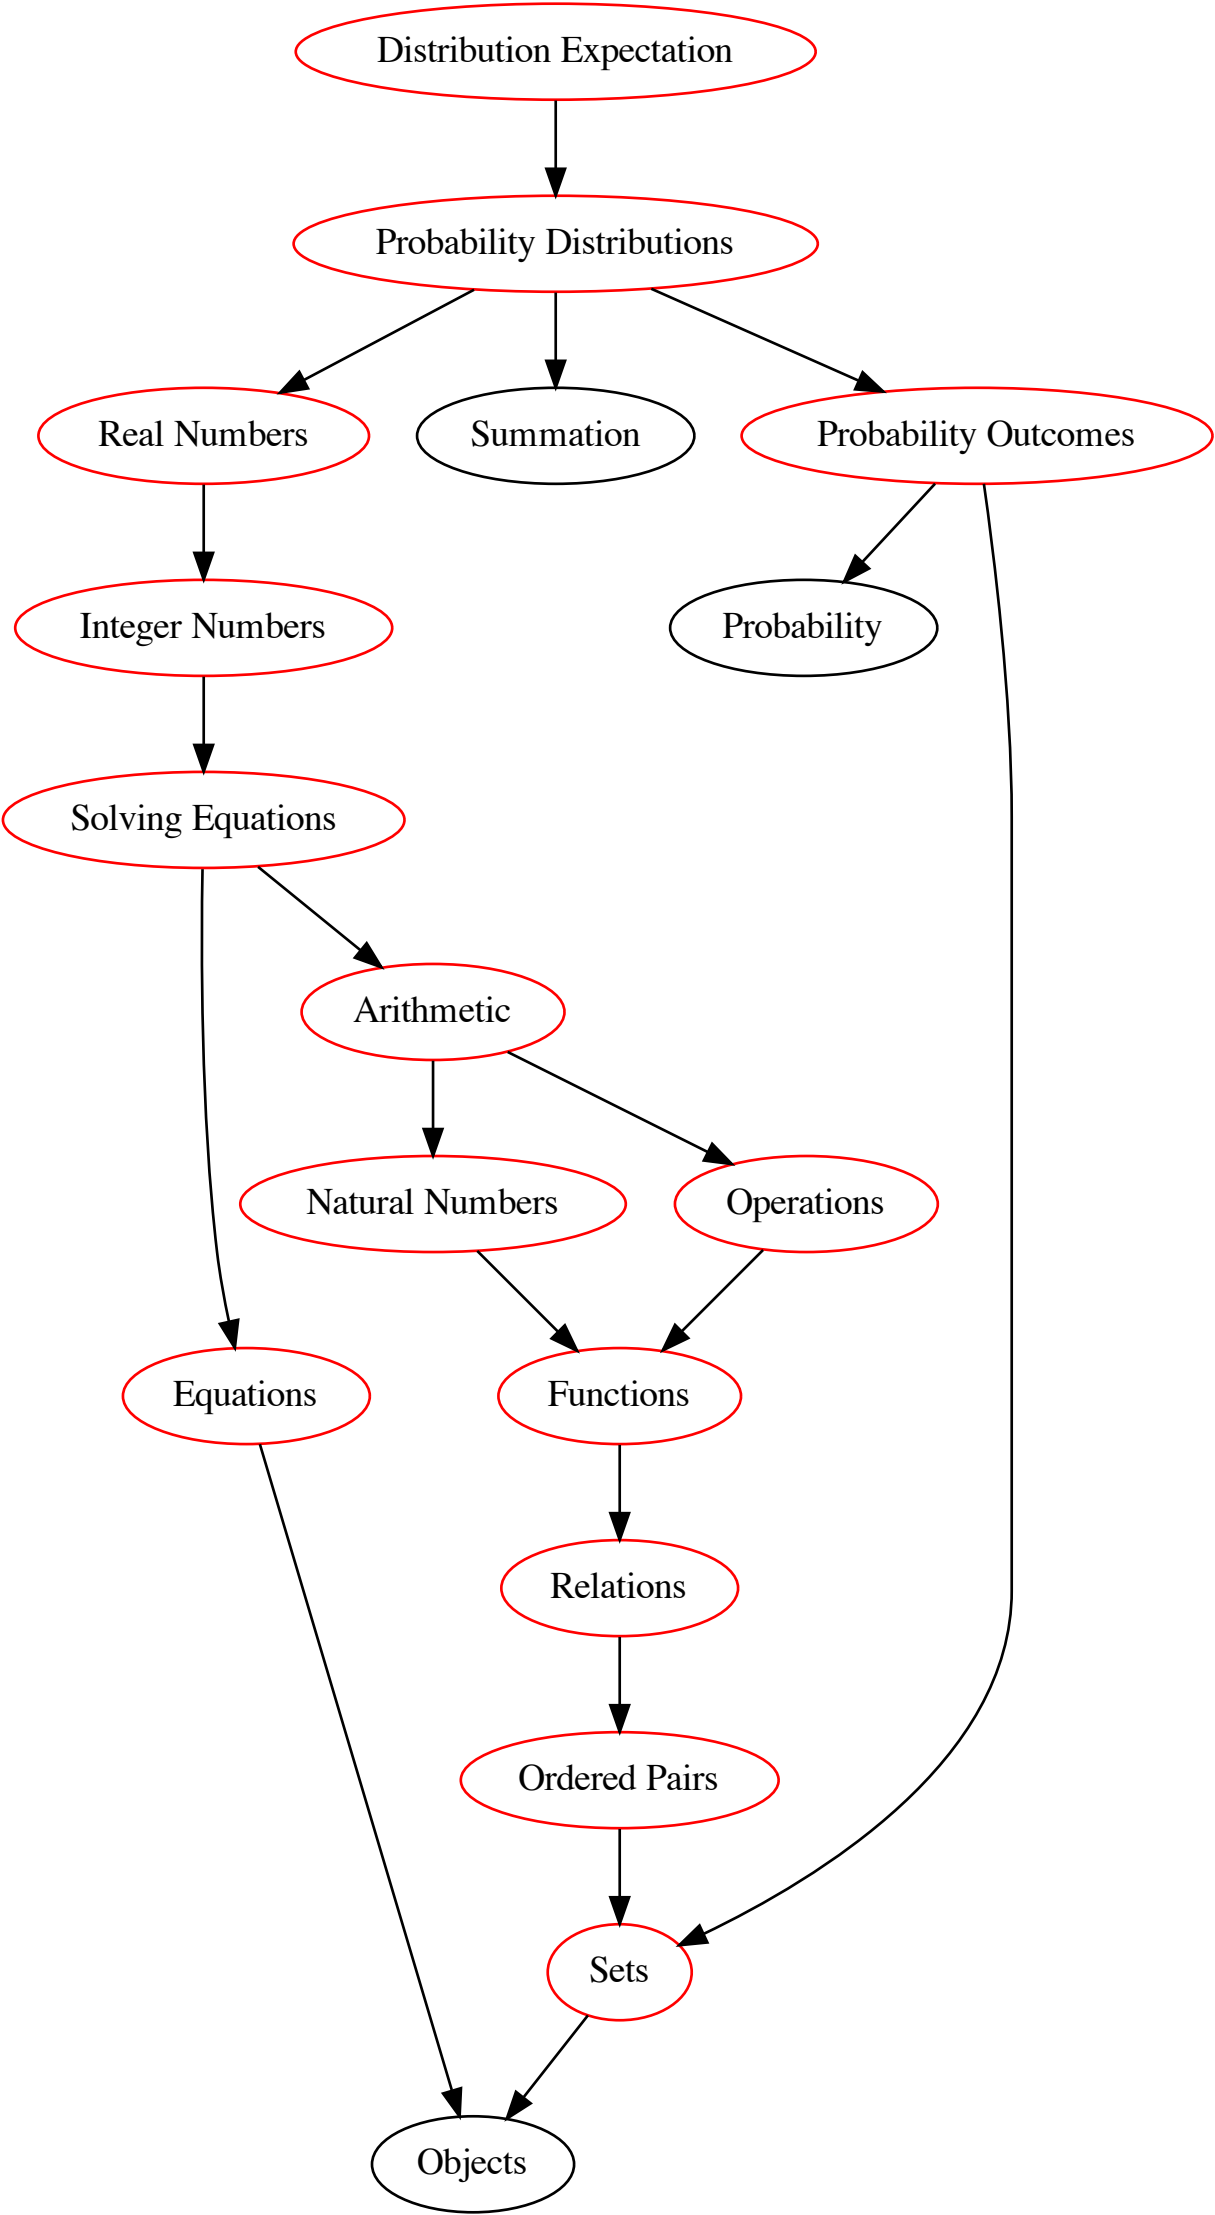 Distribution Expectation
Probability Distributions
Real Numbers
Summation
Probability Outcomes
Integer Numbers
Probability
Solving Equations
Arithmetic
Natural Numbers
Operations
Equations
Functions
Relations
Ordered Pairs
Sets
Objects